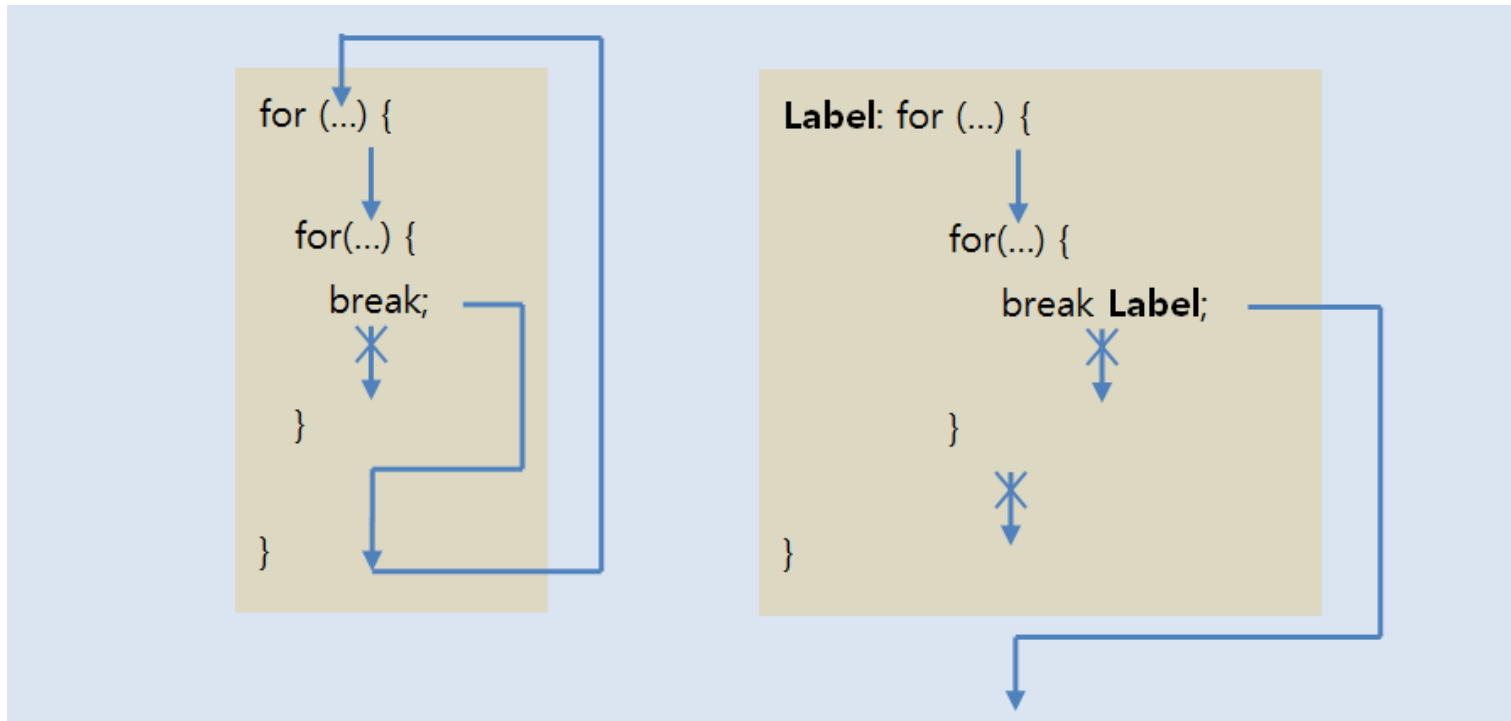 for (...) {
for(...) {
break;
}
}
Label: for (...) {
for(...) {
break Label;
}
}